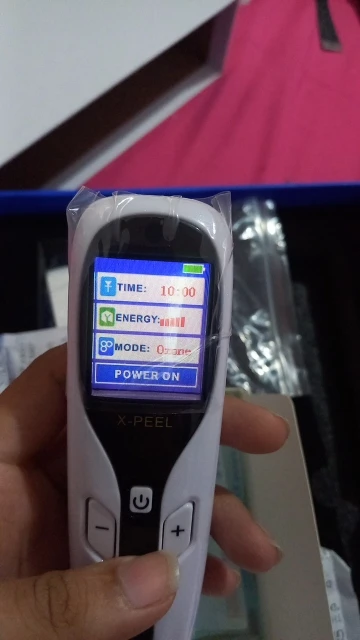 TIME: 10:00
ENERGY:
MODE: Ozone
POWER ON
X-PEEL
- +